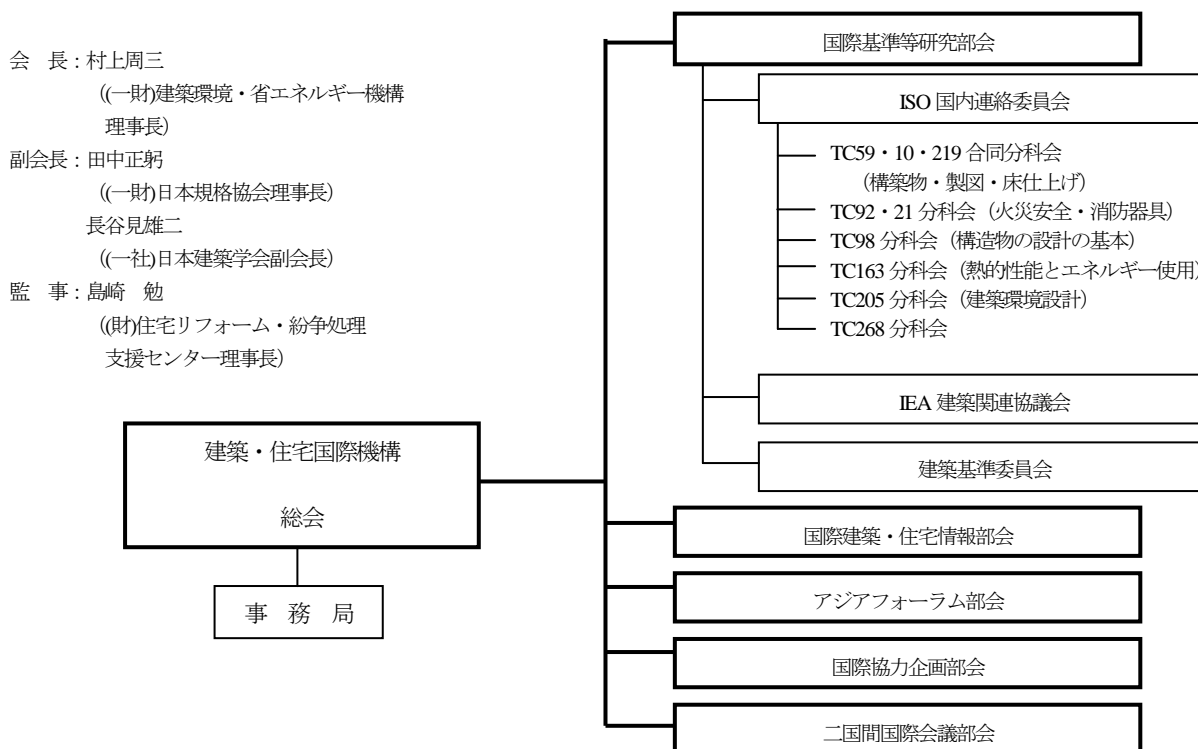 会 長：村上周三
((一財)建築環境・省エネルギー機構
理事長)
副会長：田中正躬
((一財)日本規格協会理事長)
長谷見雄二
((一社)日本建築学会副会長)
監 事：島崎 勉
((財)住宅リフォーム・紛争処理
支援センター理事長)
建築・住宅国際機構
総会
事 務 局
国際基準等研究部会
ISO 国内連絡委員会
TC59・10・219 合同分科会
（構築物・製図・床仕上げ）
TC92・21 分科会（火災安全・消防器具）
TC98 分科会（構造物の設計の基本）
TC163 分科会（熱的性能とエネルギー使用）
TC205 分科会（建築環境設計）
TC268 分科会
IEA 建築関連協議会
建築基準委員会
国際建築・住宅情報部会
アジアフォーラム部会
国際協力企画部会
二国間国際会議部会